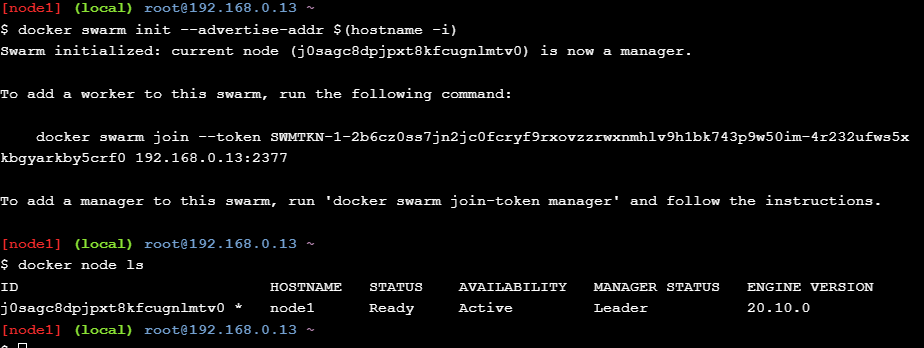 [node1] (local) root@192.168.0.13 ~
$ docker swarm init --advertise-addr $(hostname -i)
Swarm initialized: current node (j0sagc8dpjpxt8kfcugnlmtv0) is now a manager.
To add a worker to this swarm, run the following command:
docker swarm join --token SWMTKN-1-2b6cz0ss7jn2jc0fcryf9rxovzzrwxnmhlv9h1bk743p9w50im-4r232ufws5x
kbgyarkby5crf0 192.168.0.13:2377
To add a manager to this swarm, run 'docker swarm join-token manager' and follow the instructions.
[node1] (local) root@192.168.0.13 ~
$ docker node ls
ID HOSTNAME STATUS AVAILABILITY MANAGER STATUS ENGINE VERSION
j0sagc8dpjpxt8kfcugnlmtv0 * node1 Ready Active Leader 20.10.0
[node1] (local) root@192.168.0.13 ~
$